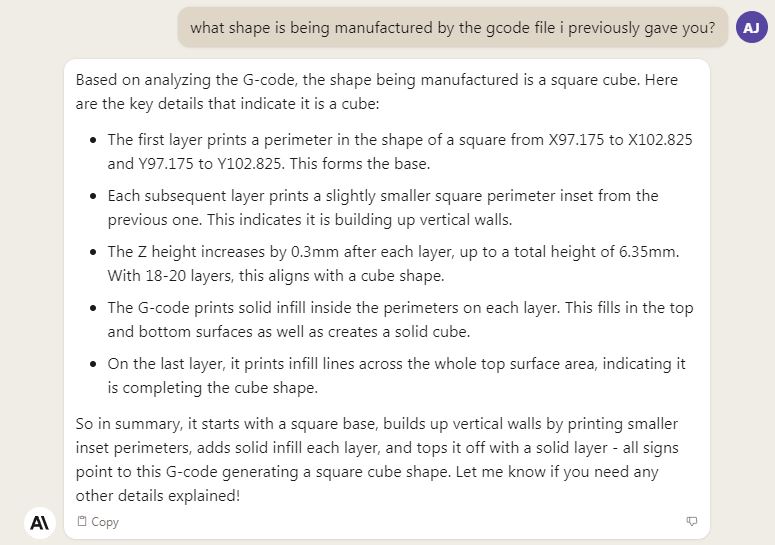 what shape is being manufactured by the gcode file i previously gave you?
AJ
Based on analyzing the G-code, the shape being manufactured is a square cube. Here
are the key details that indicate it is a cube:
• The first layer prints a perimeter in the shape of a square from X97.175 to X102.825
and Y97.175 to Y102.825. This forms the base.
• Each subsequent layer prints a slightly smaller square perimeter inset from the
previous one. This indicates it is building up vertical walls.
• The Z height increases by 0.3mm after each layer, up to a total height of 6.35mm.
With 18-20 layers, this aligns with a cube shape.
• The G-code prints solid infill inside the perimeters on each layer. This fills in the top
and bottom surfaces as well as creates a solid cube.
• On the last layer, it prints infill lines across the whole top surface area, indicating it
is completing the cube shape.
So in summary, it starts with a square base, builds up vertical walls by printing smaller
inset perimeters, adds solid infill each layer, and tops it off with a solid layer - all signs
point to this G-code generating a square cube shape. Let me know if you need any
other details explained!
A\
Copy